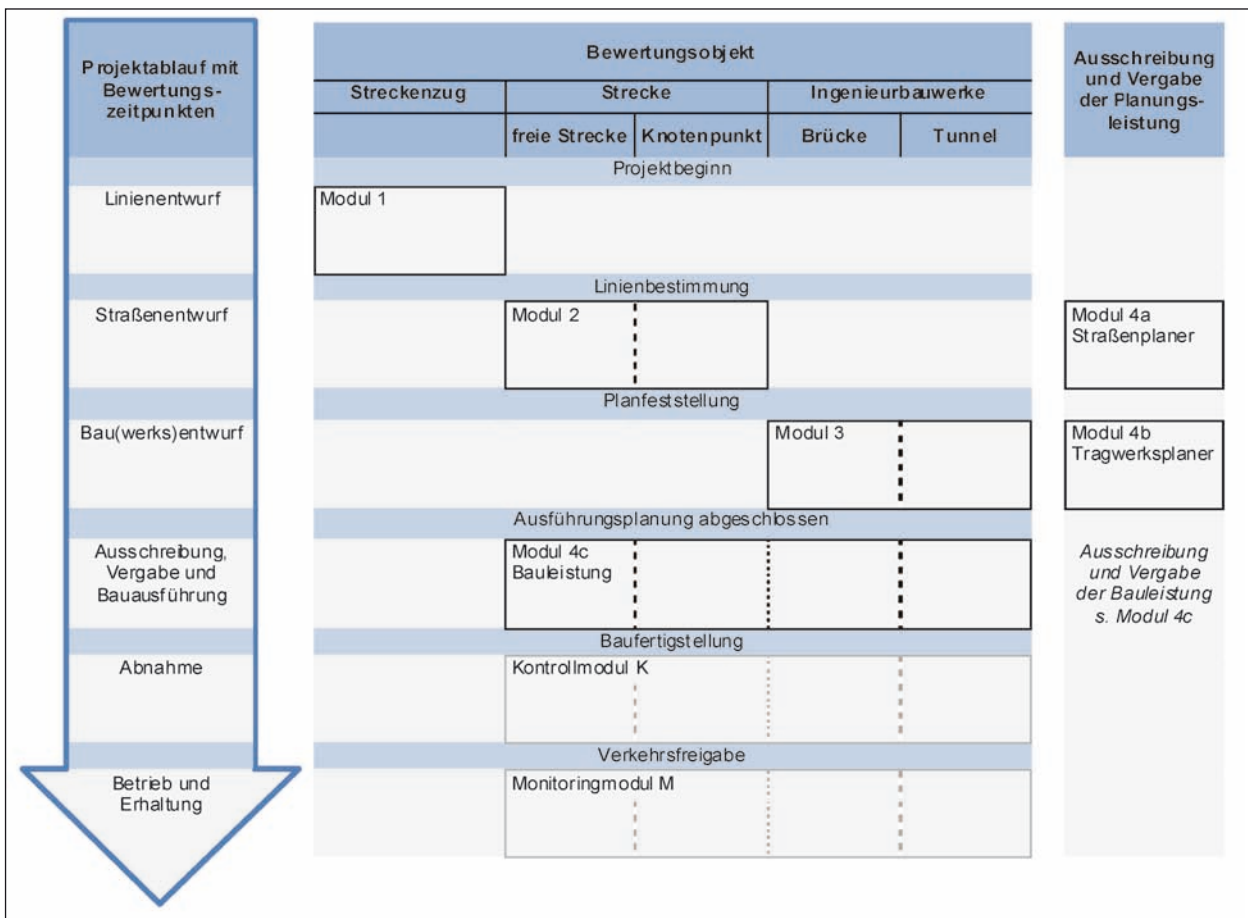 Projektablauf mit
Bewertungs-
zeitpunkten
Bewertungsobjekt
Streckenzug
Strecke
Ingenieurbauwerke
freie Strecke
Knotenpunkt
Brücke
Tunnel
Ausschreibung
und Vergabe
der Planungs-
leistung
Projektbeginn
Linienentwurf
Modul 1
Linienbestimmung
Straßenentwurf
Modul 2
Modul 4a
Straßenplaner
Planfeststellung
Bau(werks)entwurf
Modul 3
Modul 4b
Tragwerksplaner
Ausführungsplanung abgeschlossen
Ausschreibung,
Vergabe und
Bauausführung
Modul 4c
Bauleistung
Ausschreibung
und Vergabe
der Bauleistung
s. Modul 4c
Baufertigstellung
Abnahme
Kontrollmodul K
Verkehrsfreigabe
Betrieb und
Erhaltung
Monitoringmodul M